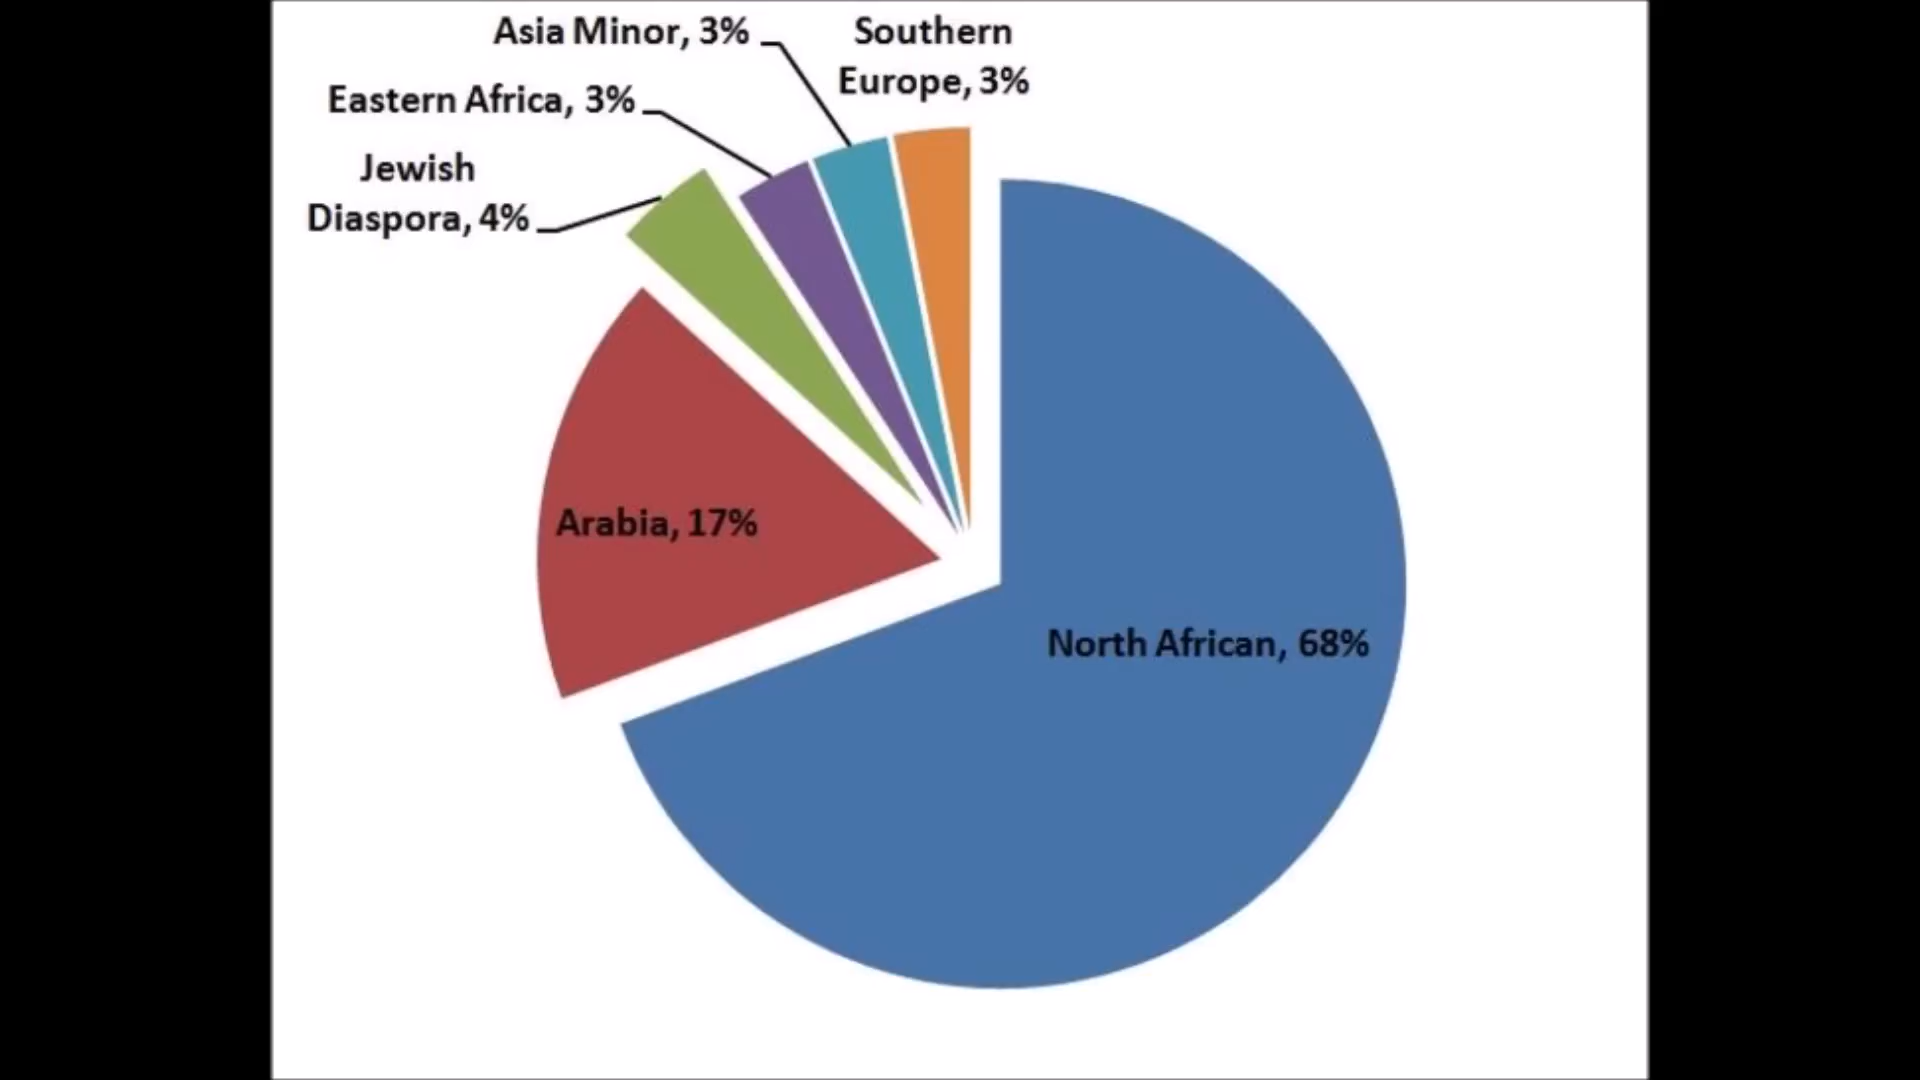 Asia Minor, 3%
Southern
Europe, 3%
Eastern Africa, 3%
Jewish
Diaspora, 4%
Arabia, 17%
North African, 68%